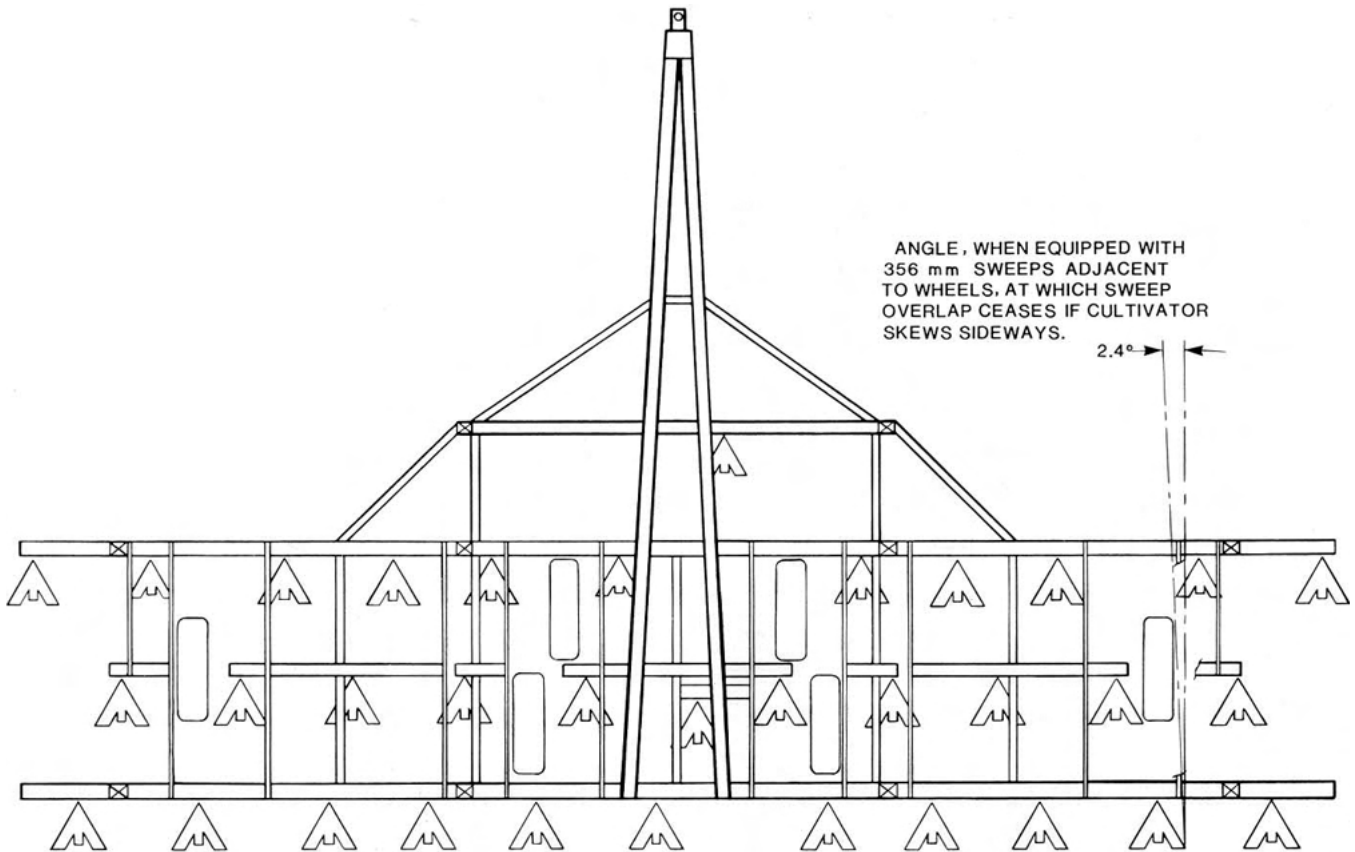 ANGLE, WHEN EQUIPPED WITH
356 mm SWEEPS ADJACENT
TO WHEELS, AT WHICH SWEEP
OVERLAP CEASES IF CULTIVATOR
SKEWS SIDEWAYS.
2.4°